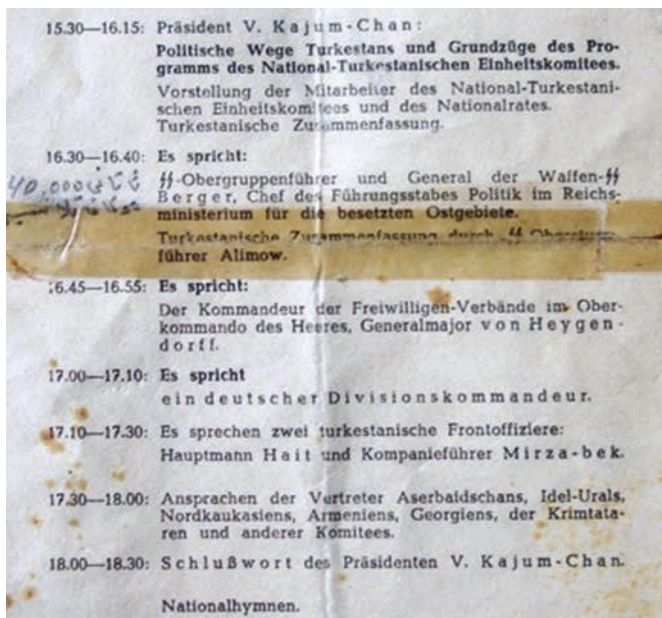 15.30—16.15: Präsident V. Kajum-Chan:
Politische Wege Turkestans und Grundzüge des Pro-
gramms des National-Turkestanischen Einheitskomitees.
Vorstellung der Mitarbeiter des National-Turkestani-
schen Einheitskomitees und des Nationalrates.
Turkestanische Zusammenfassung.
16.30—16.40: Es spricht:
40.000
ϟϟ-Obergruppenführer und General der Waffen-ϟϟ
Berger, Chef des Führungsstabes Politik im Reichs-
ministerium für die besetzten Ostgebiete.
Turkestanische Zusammenfassung durch ϟϟ
führer Alimow.
16.45—16.55: Es spricht:
Der Kommandeur der Freiwilligen-Verbände im Ober-
kommando des Heeres, Generalmajor von Heygen-
dorff.
17.00—17.10: Es spricht
ein deutscher Divisionskommandeur.
17.10—17.30: Es sprechen zwei turkestanische Frontoffiziere:
Hauptmann Hait und Kompanieführer Mirza-bek.
17.30—18.00: Ansprachen der Vertreter Aserbaidschans, Idel-Urals,
Nordkaukasiens, Armeniens, Georgiens, der Krimtata-
ren und anderer Komitees.
18.00—18.30: Schlußwort des Präsidenten V. Kajum-Chan.
Nationalhymnen.